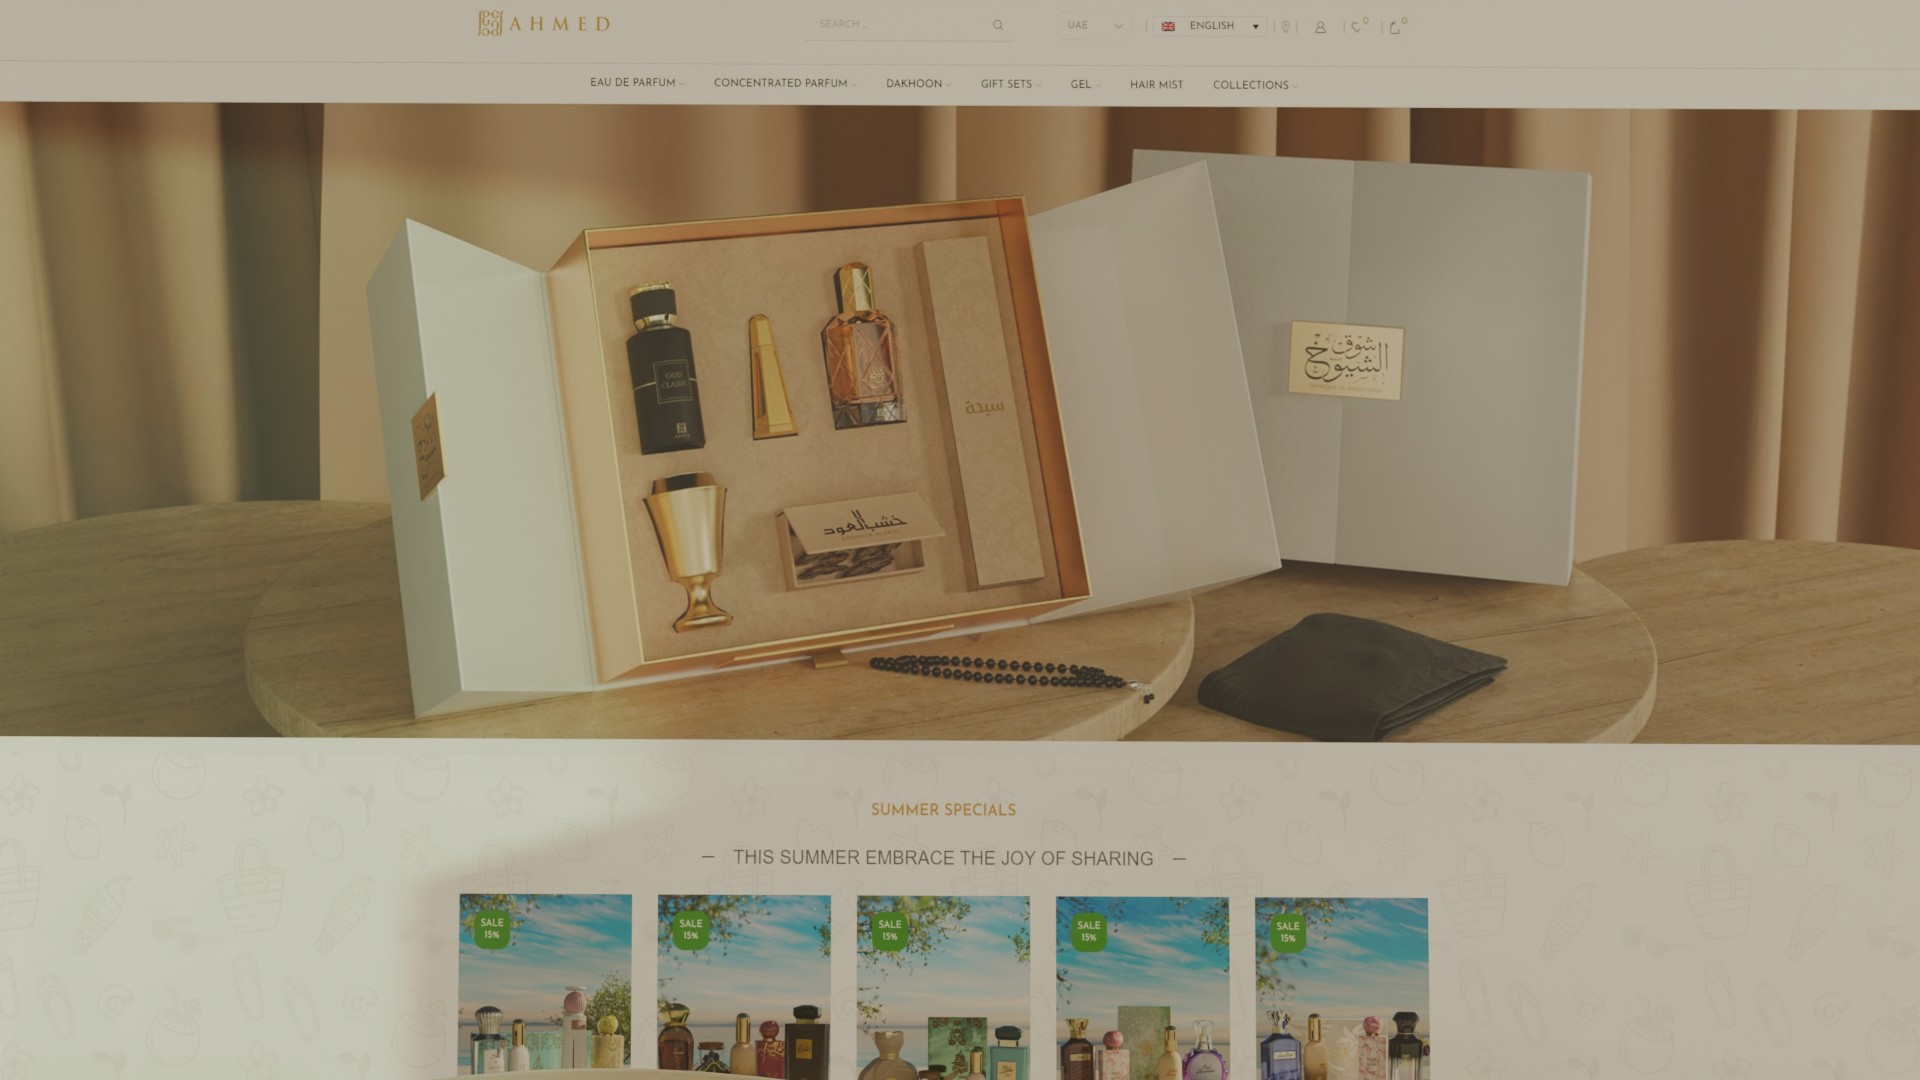 AHMED
SEARCH ...
UAE
ENGLISH
0
0
EAU DE PARFUM
CONCENTRATED PARFUM
DAKHOON
GIFT SETS
GEL
HAIR MIST
COLLECTIONS
OUD
سبحة
شوق
الشيوخ
خشب العود
SUMMER SPECIALS
— THIS SUMMER EMBRACE THE JOY OF SHARING —
SALE
15%
SALE
15%
SALE
15%
SALE
15%
SALE
15%